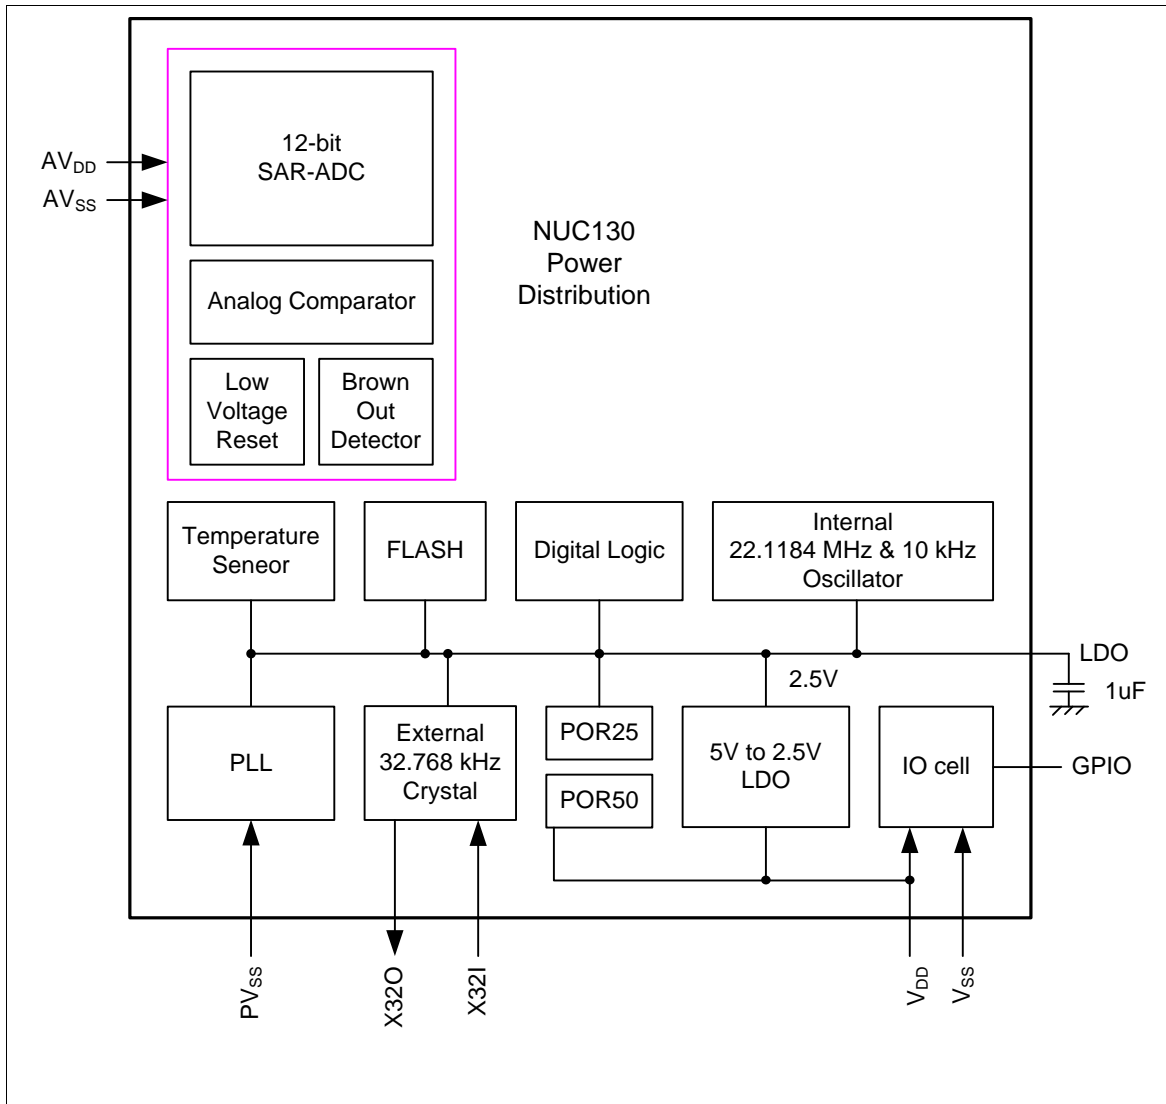 12-bit
SAR-ADC
AVDD
AVSS
NUC130
Power
Distribution
Analog Comparator
Low
Voltage
Reset
Brown
Out
Detector
Temperature
Seneor
FLASH
Digital Logic
Internal
22.1184 MHz & 10 kHz
Oscillator
LDO
2.5V
1uF
PLL
External
32.768 kHz
Crystal
POR25
POR50
5V to 2.5V
LDO
IO cell
GPIO
PVSS
X32O
X32I
VDD
VSS